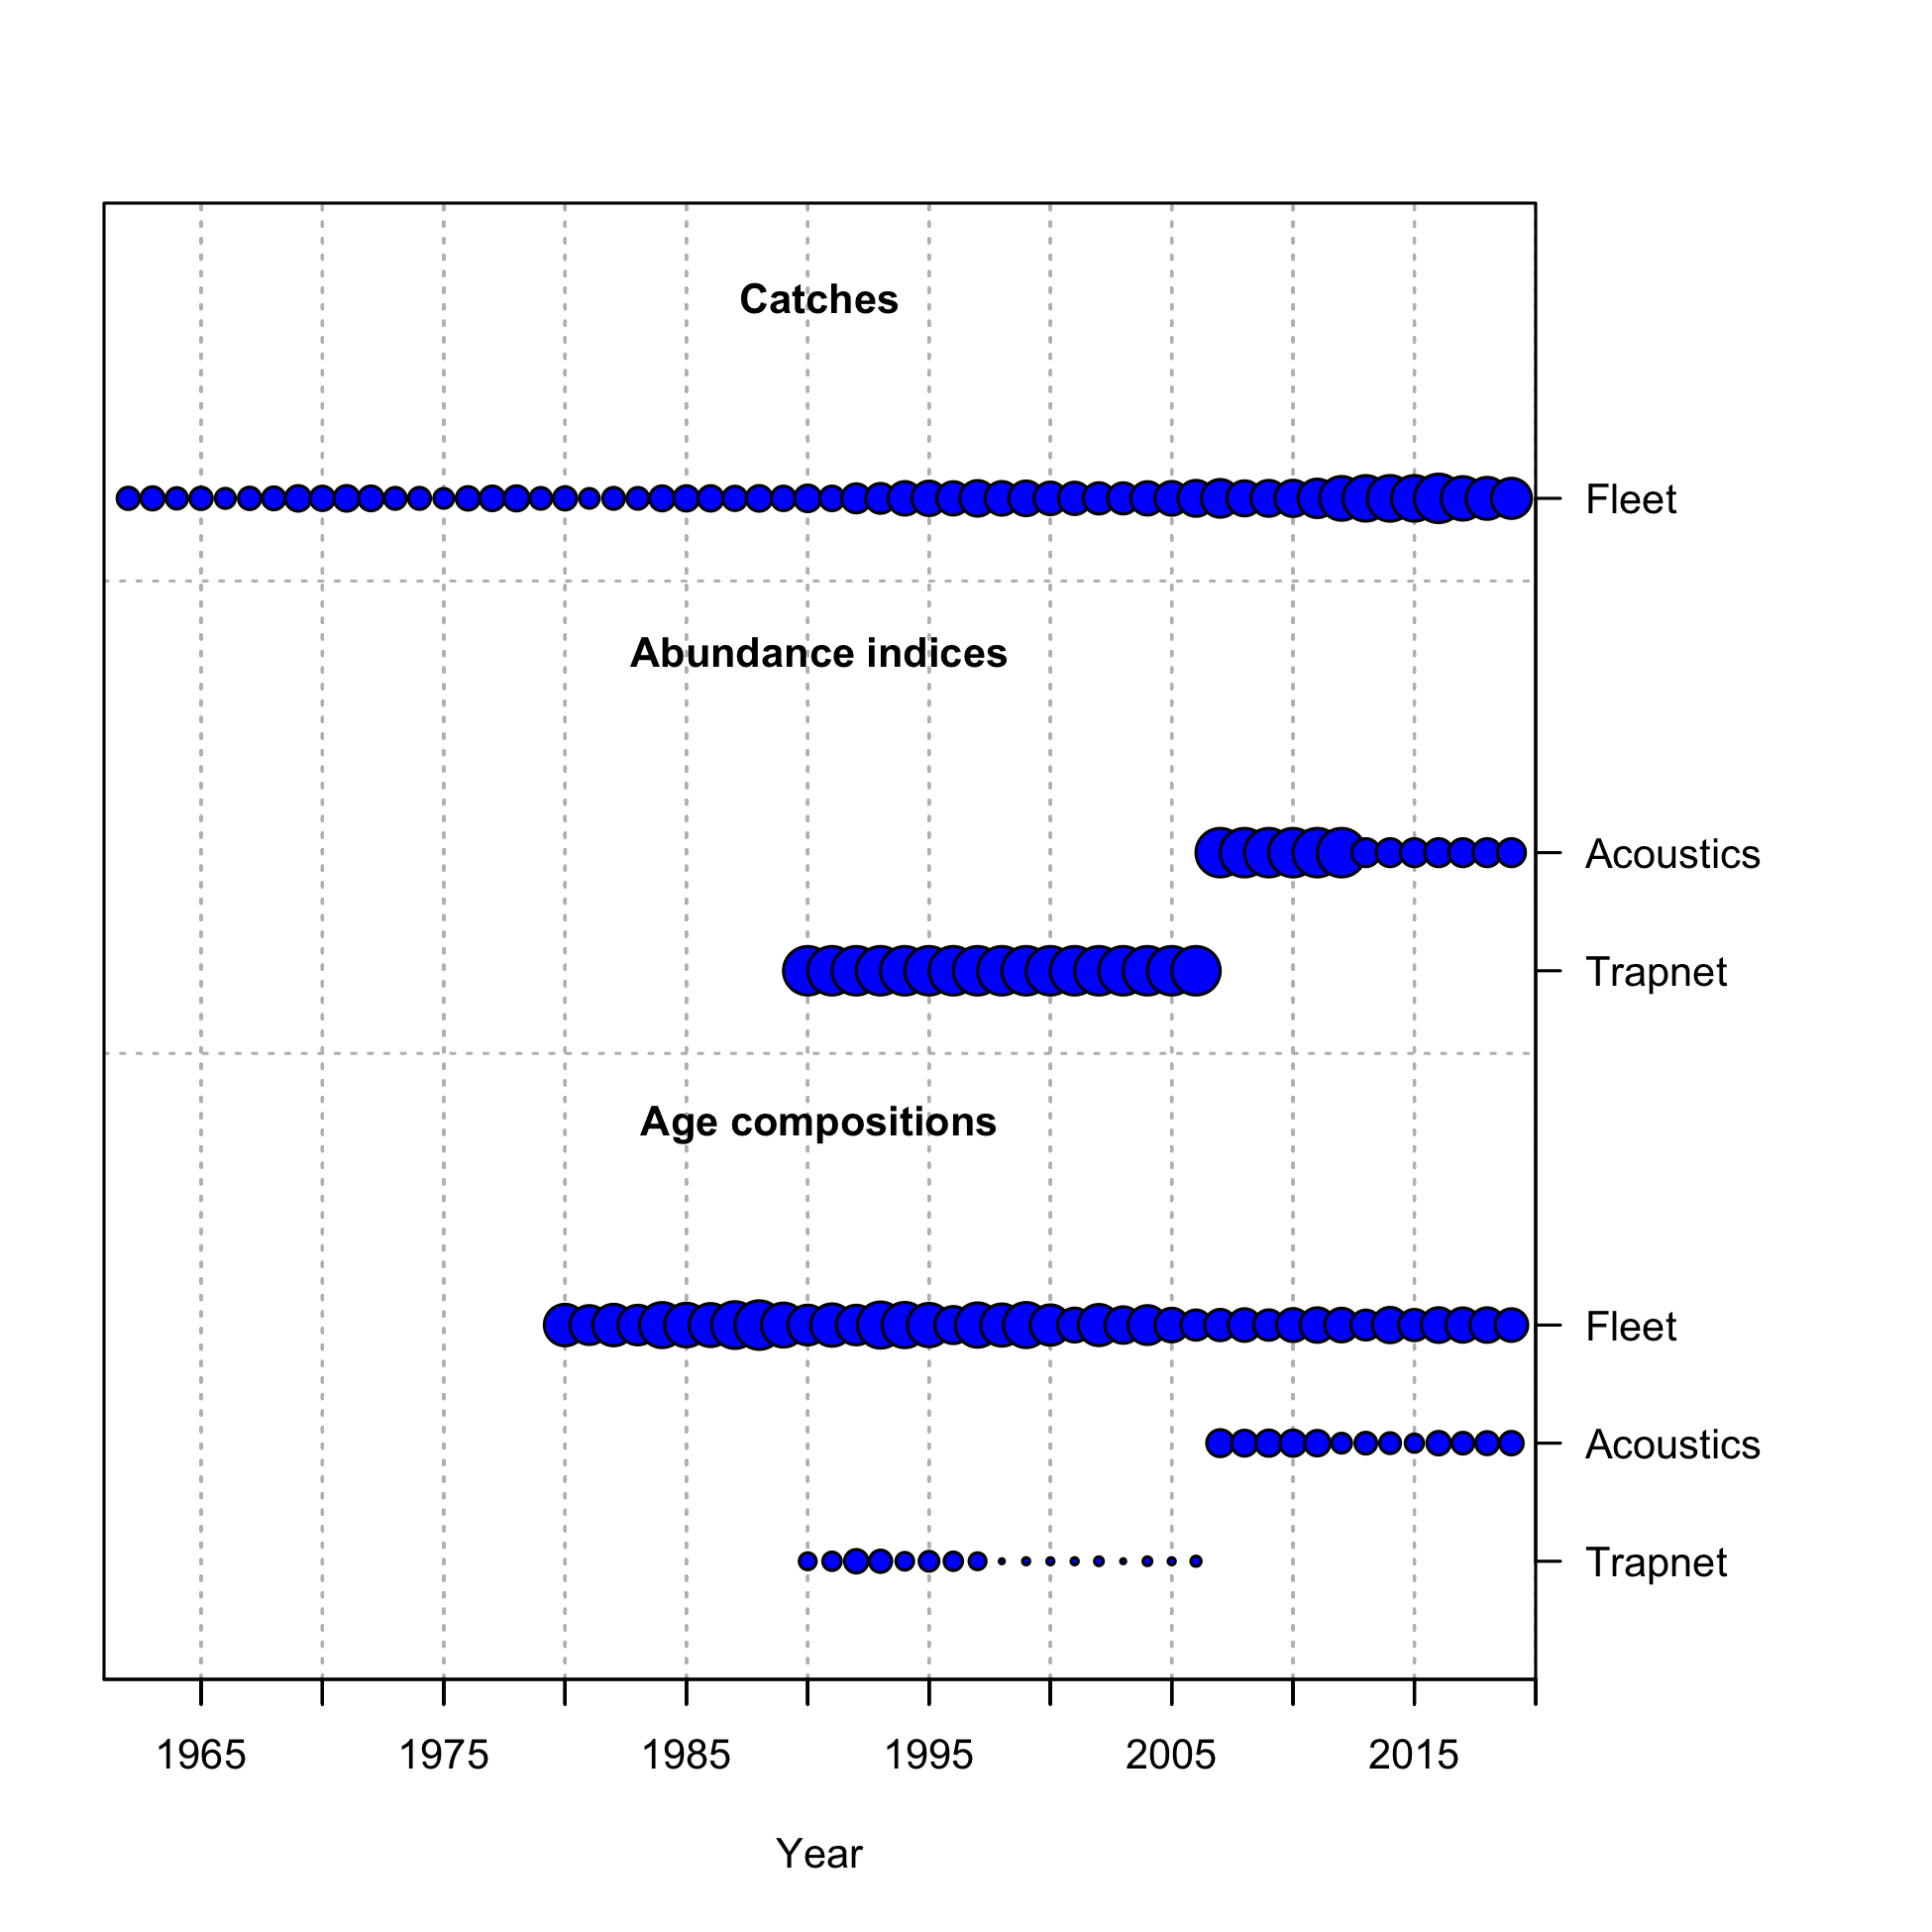 Catches
Fleet
Abundance indices
Acoustics
Trapnet
Age compositions
Fleet
Acoustics
Trapnet
1965 1975 1985 1995 2005 2015
Year